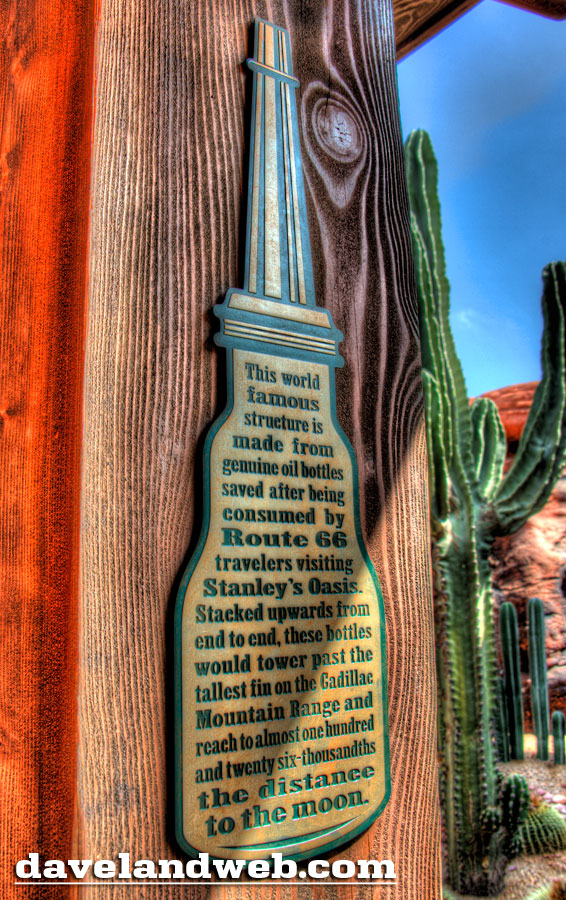 This world
famous
structure is
made from
genuine oil bottles
saved after being
consumed by
Route 66
travelers visiting
Stanley's Oasis.
Stacked upwards from
end to end, these bottles
would tower past the
tallest fin on the Cadillac
Mountain Range and
reach to almost one hundred
and twenty six-thousandths
the distance
to the moon.
davelandweb.com